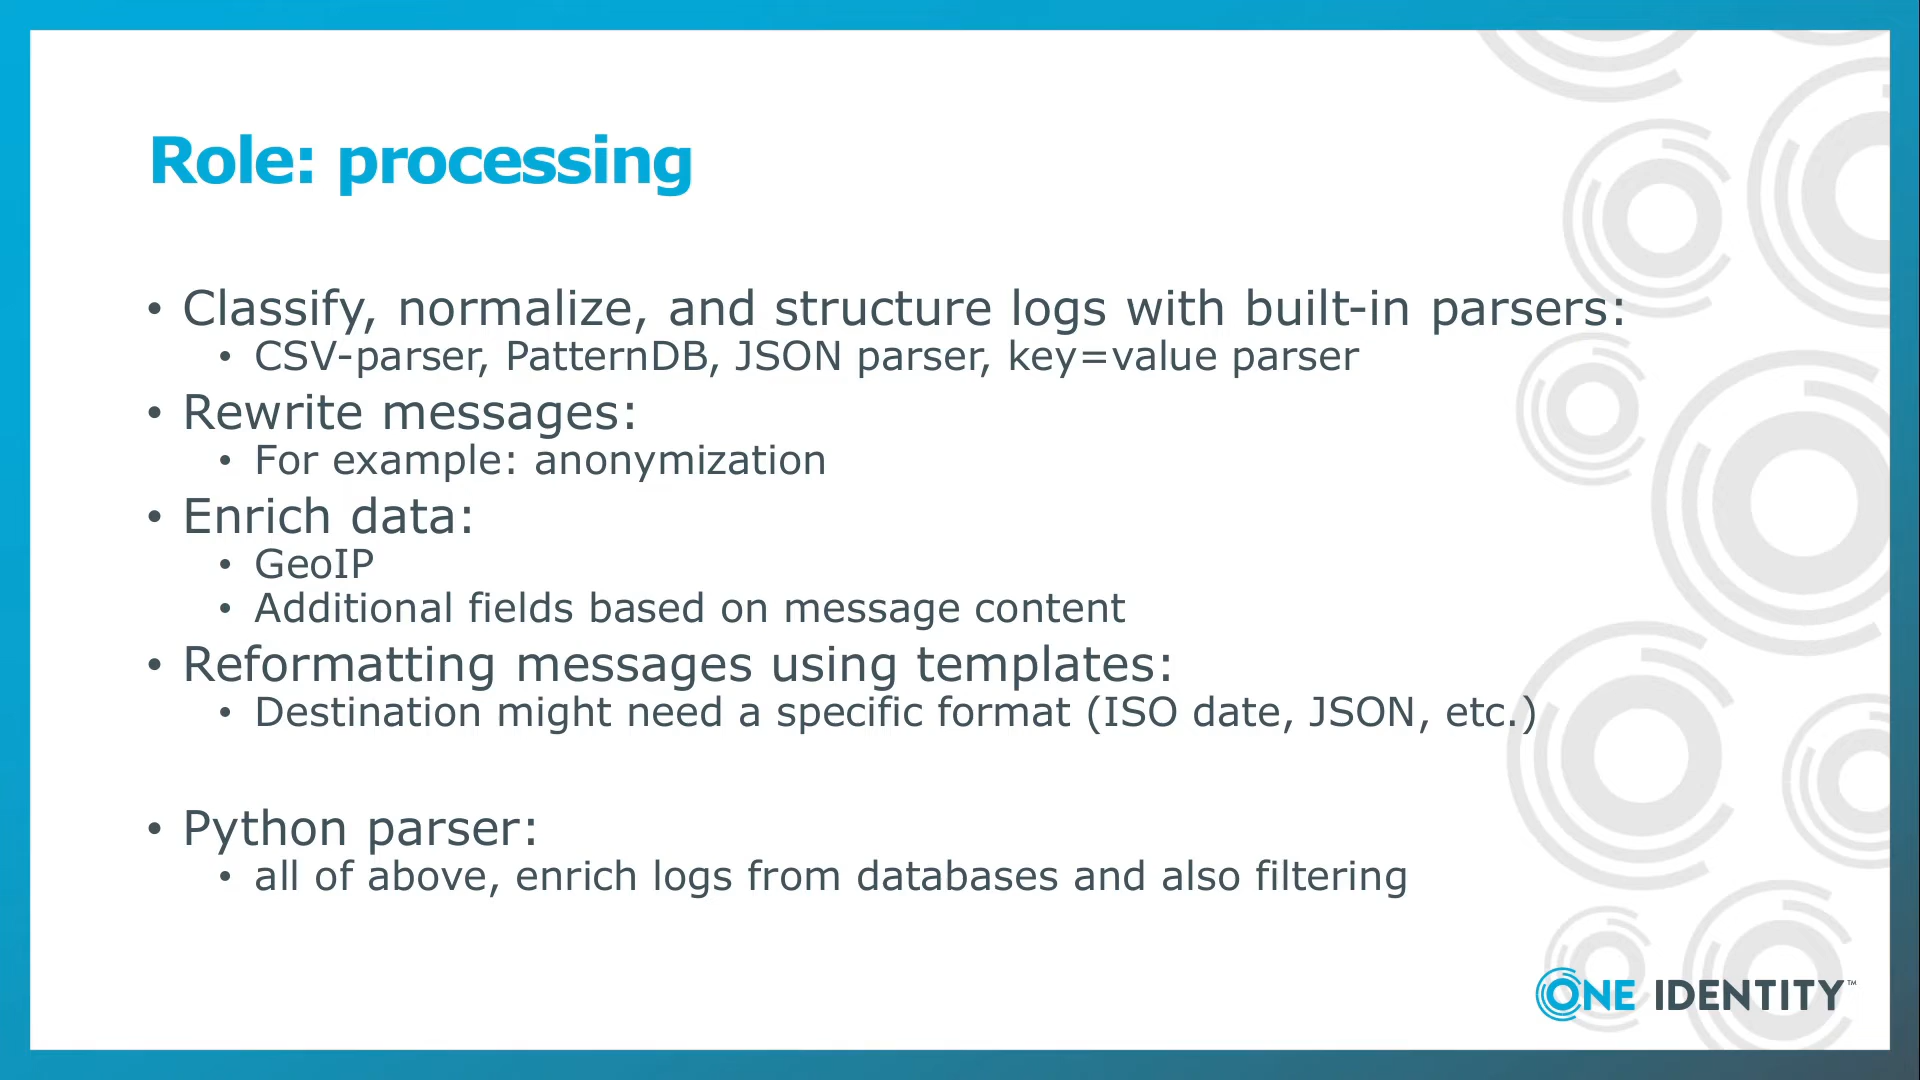 Role: processing
• Classify, normalize, and structure logs with built-in parsers:
• CSV-parser, PatternDB, JSON parser, key=value parser
• Rewrite messages:
• For example: anonymization
• Enrich data:
• GeoIP
• Additional fields based on message content
• Reformatting messages using templates:
• Destination might need a specific format (ISO date, JSON, etc.)
• Python parser:
• all of above, enrich logs from databases and also filtering
ONE IDENTITY™